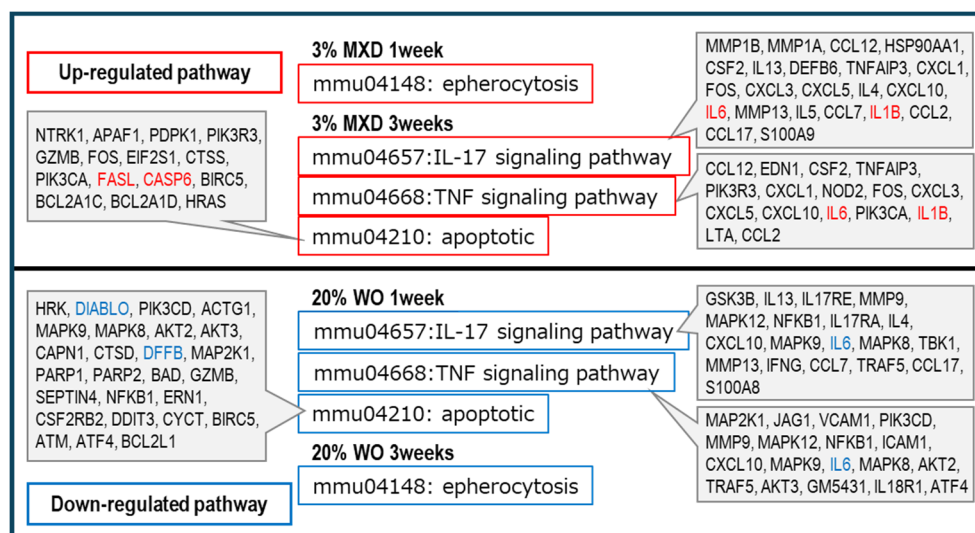 Up-regulated pathway
3% MXD 1week
mmu04148: epherocytosis
3% MXD 3weeks
mmu04657:IL-17 signaling pathway
mmu04668:TNF signaling pathway
mmu04210: apoptotic
MMP1B, MMP1A, CCL12, HSP90AA1,
CSF2, IL13, DEFB6, TNFAIP3, CXCL1,
FOS, CXCL3, CXCL5, IL4, CXCL10,
IL6, MMP13, IL5, CCL7, IL1B, CCL2,
CCL17, S100A9
CCL12, EDN1, CSF2, TNFAIP3,
PIK3R3, CXCL1, NOD2, FOS, CXCL3,
CXCL5, CXCL10, IL6, PIK3CA, IL1B,
LTA, CCL2
NTRK1, APAF1, PDPK1, PIK3R3,
GZMB, FOS, EIF2S1, CTSS,
PIK3CA, FASL, CASP6, BIRC5,
BCL2A1C, BCL2A1D, HRAS
20% WO 1week
mmu04657:IL-17 signaling pathway
mmu04668:TNF signaling pathway
mmu04210: apoptotic
20% WO 3weeks
mmu04148: epherocytosis
HRK, DIABLO, PIK3CD, ACTG1,
MAPK9, MAPK8, AKT2, AKT3,
CAPN1, CTSD, DFFB, MAP2K1,
PARP1, PARP2, BAD, GZMB,
SEPTIN4, NFKB1, ERN1,
CSF2RB2, DDIT3, CYCT, BIRC5,
ATM, ATF4, BCL2L1
GSK3B, IL13, IL17RE, MMP9,
MAPK12, NFKB1, IL17RA, IL4,
CXCL10, MAPK9, IL6, MAPK8, TBK1,
MMP13, IFNG, CCL7, TRAF5, CCL17,
S100A8
MAP2K1, JAG1, VCAM1, PIK3CD,
MMP9, MAPK12, NFKB1, ICAM1,
CXCL10, MAPK9, IL6, MAPK8, AKT2,
TRAF5, AKT3, GM5431, IL18R1, ATF4
Down-regulated pathway